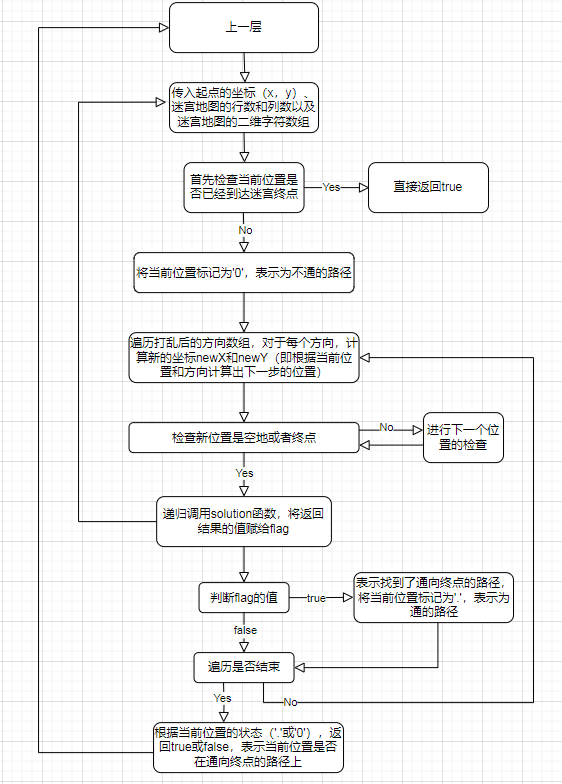 上一层
传入起点的坐标（x，y）、
迷宫地图的行数和列数以及
迷宫地图的二维字符数组
首先检查当前位置是
否已经到达迷宫终点
Yes
直接返回true
No
将当前位置标记为'0'，表示为不通的路径
遍历打乱后的方向数组，对于每个方向，计
算新的坐标newX和newY（即根据当前位
置和方向计算出下一步的位置）
检查新位置是空地或者终点
No
进行下一个位
置的检查
Yes
递归调用solution函数，将返回
结果的值赋给flag
判断flag的值
true
表示找到了通向终点的路径，
将当前位置标记为'.'，表示为
通的路径
false
遍历是否结束
Yes
No
根据当前位置的状态（'.'或'0'），返
回true或false，表示当前位置是否
在通向终点的路径上